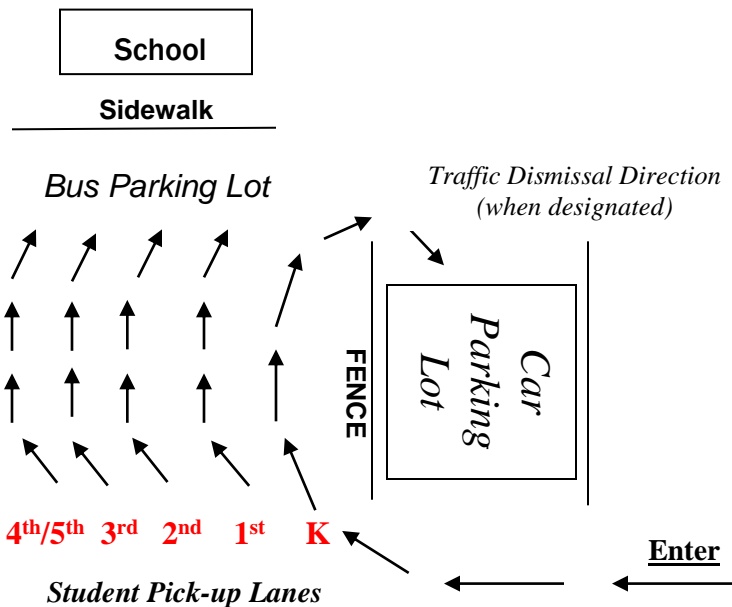 School
Sidewalk
Bus Parking Lot
Traffic Dismissal Direction
(when designated)
FENCE
Car
Parking
Lot
4th/5th 3rd 2nd 1st K
Enter
Student Pick-up Lanes